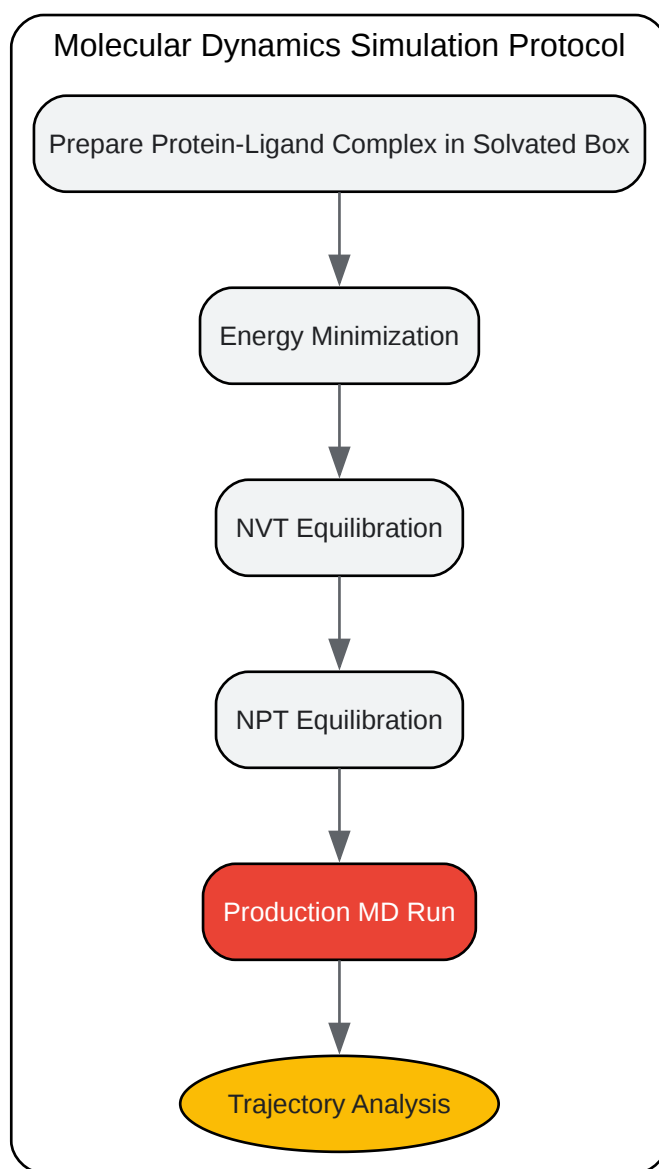 Molecular Dynamics Simulation Protocol
Prepare Protein-Ligand Complex in Solvated Box
Energy Minimization
NVT Equilibration
NPT Equilibration
Production MD Run
Trajectory Analysis